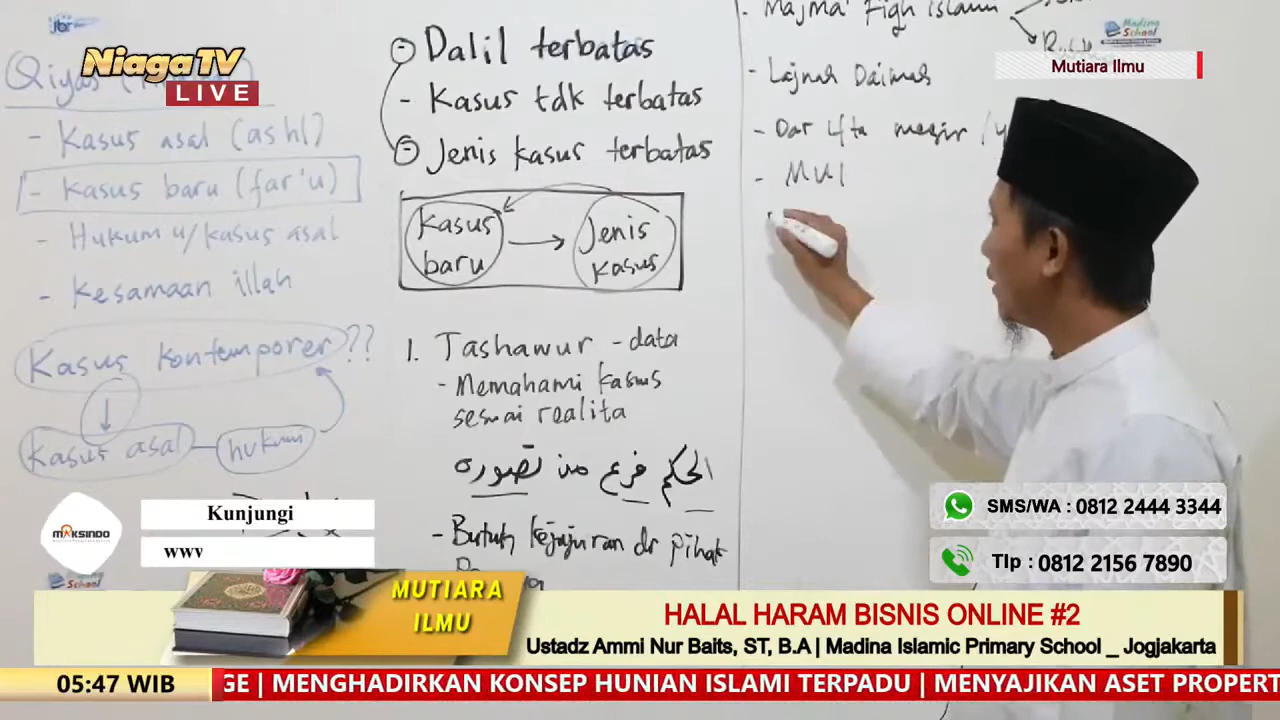 NiagaTV
LIVE
Qiyas
- Kasus asal (ashl)
- Kasus baru (far'u)
- Hukum u/kasus asal
- Kesamaan illah
Kasus kontemporer??
Kasus asal
hukum
Dalil terbatas
- Kasus tdk terbatas
Jenis kasus terbatas
Kasus baru
Jenis kasus
1. Tashawur - data
- Memahami kasus
sesuai realita
الحكم فرع من تصوره
- Butuh kejujuran dr pihat
- Majma' Fiqh Islami
- Lajnah Daimah
- Dar Ifta mesir
- MUI
Mading School
Mutiara Ilmu
MAKSINDO
Kunjungi
www
School
SMS/WA : 0812 2444 3344
Tlp : 0812 2156 7890
MUTIARA
ILMU
HALAL HARAM BISNIS ONLINE #2
Ustadz Ammi Nur Baits, ST, B.A | Madina Islamic Primary School _ Jogjakarta
05:47 WIB
GE | MENGHADIRKAN KONSEP HUNIAN ISLAMI TERPADU | MENYAJIKAN ASET PROPERT